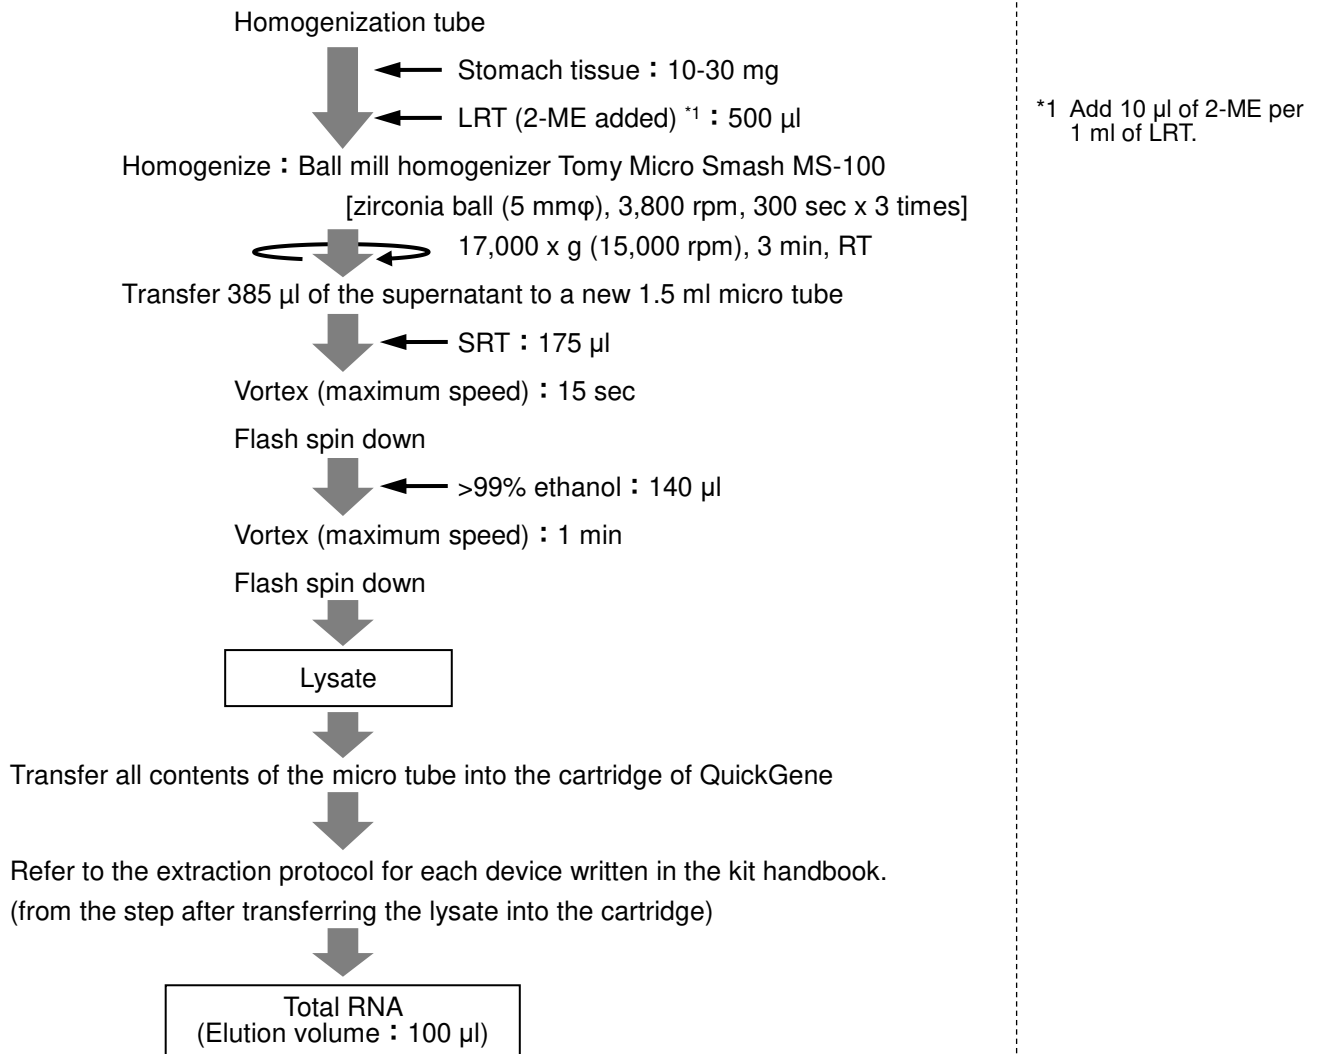 Homogenization tube
Stomach tissue：10-30 mg
LRT (2-ME added) *1：500 µl
*1 Add 10 µl of 2-ME per
1 ml of LRT.
Homogenize：Ball mill homogenizer Tomy Micro Smash MS-100
[zirconia ball (5 mmφ), 3,800 rpm, 300 sec x 3 times]
17,000 x g (15,000 rpm), 3 min, RT
Transfer 385 µl of the supernatant to a new 1.5 ml micro tube
SRT：175 µl
Vortex (maximum speed)：15 sec
Flash spin down
>99% ethanol：140 µl
Vortex (maximum speed)：1 min
Flash spin down
Lysate
Transfer all contents of the micro tube into the cartridge of QuickGene
Refer to the extraction protocol for each device written in the kit handbook.
(from the step after transferring the lysate into the cartridge)
Total RNA
(Elution volume：100 µl)